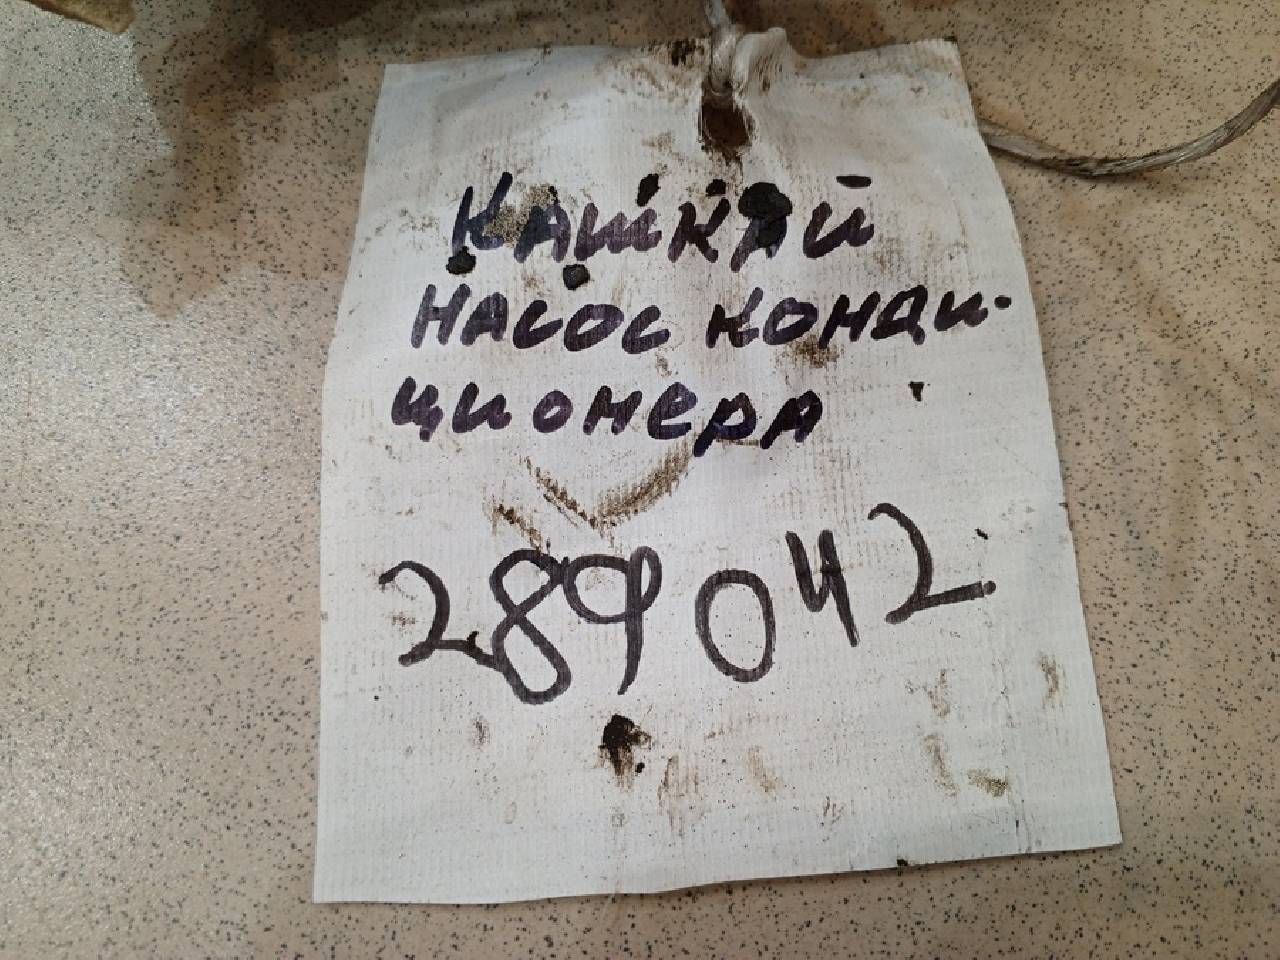 Кашкай
насос конди-
ционера
289042